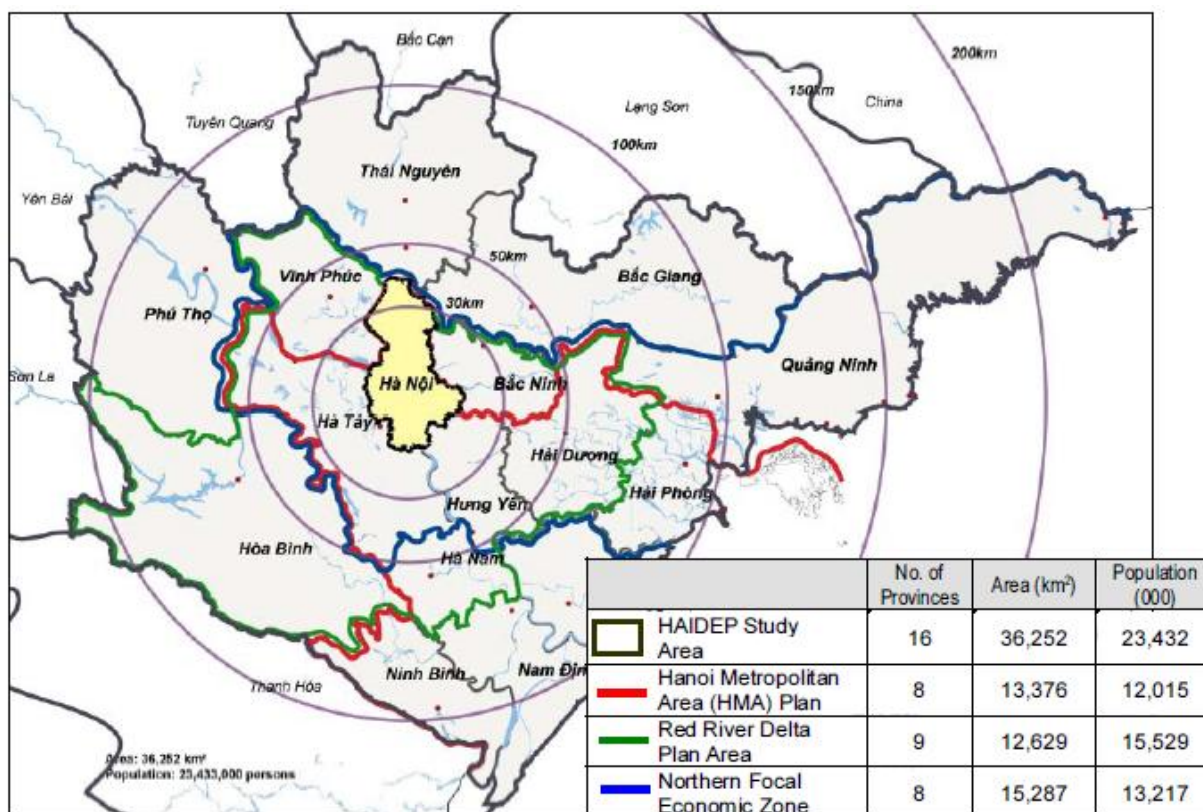 Bắc Cạn
200km
150km
China
Lạng Sơn
Tuyên Quang
100km
Thái Nguyên
Yên Bái
50km
Vĩnh Phúc
Bắc Giang
30km
Phú Thọ
Quảng Ninh
Sơn La
Hà Nội
Bắc Ninh
Hà Tây
Hải Dương
Hải Phòng
Hưng Yên
Hòa Bình
Hà Nam
Ninh Bình
Nam Địn
Thanh Hóa
Area: 36,252 km²
Population: 23,433,000 persons
No. of Provinces Area (km²) Population (000)
HAIDEP Study Area 16 36,252 23,432
Hanoi Metropolitan Area (HMA) Plan 8 13,376 12,015
Red River Delta Plan Area 9 12,629 15,529
Northern Focal Economic Zone 8 15,287 13,217